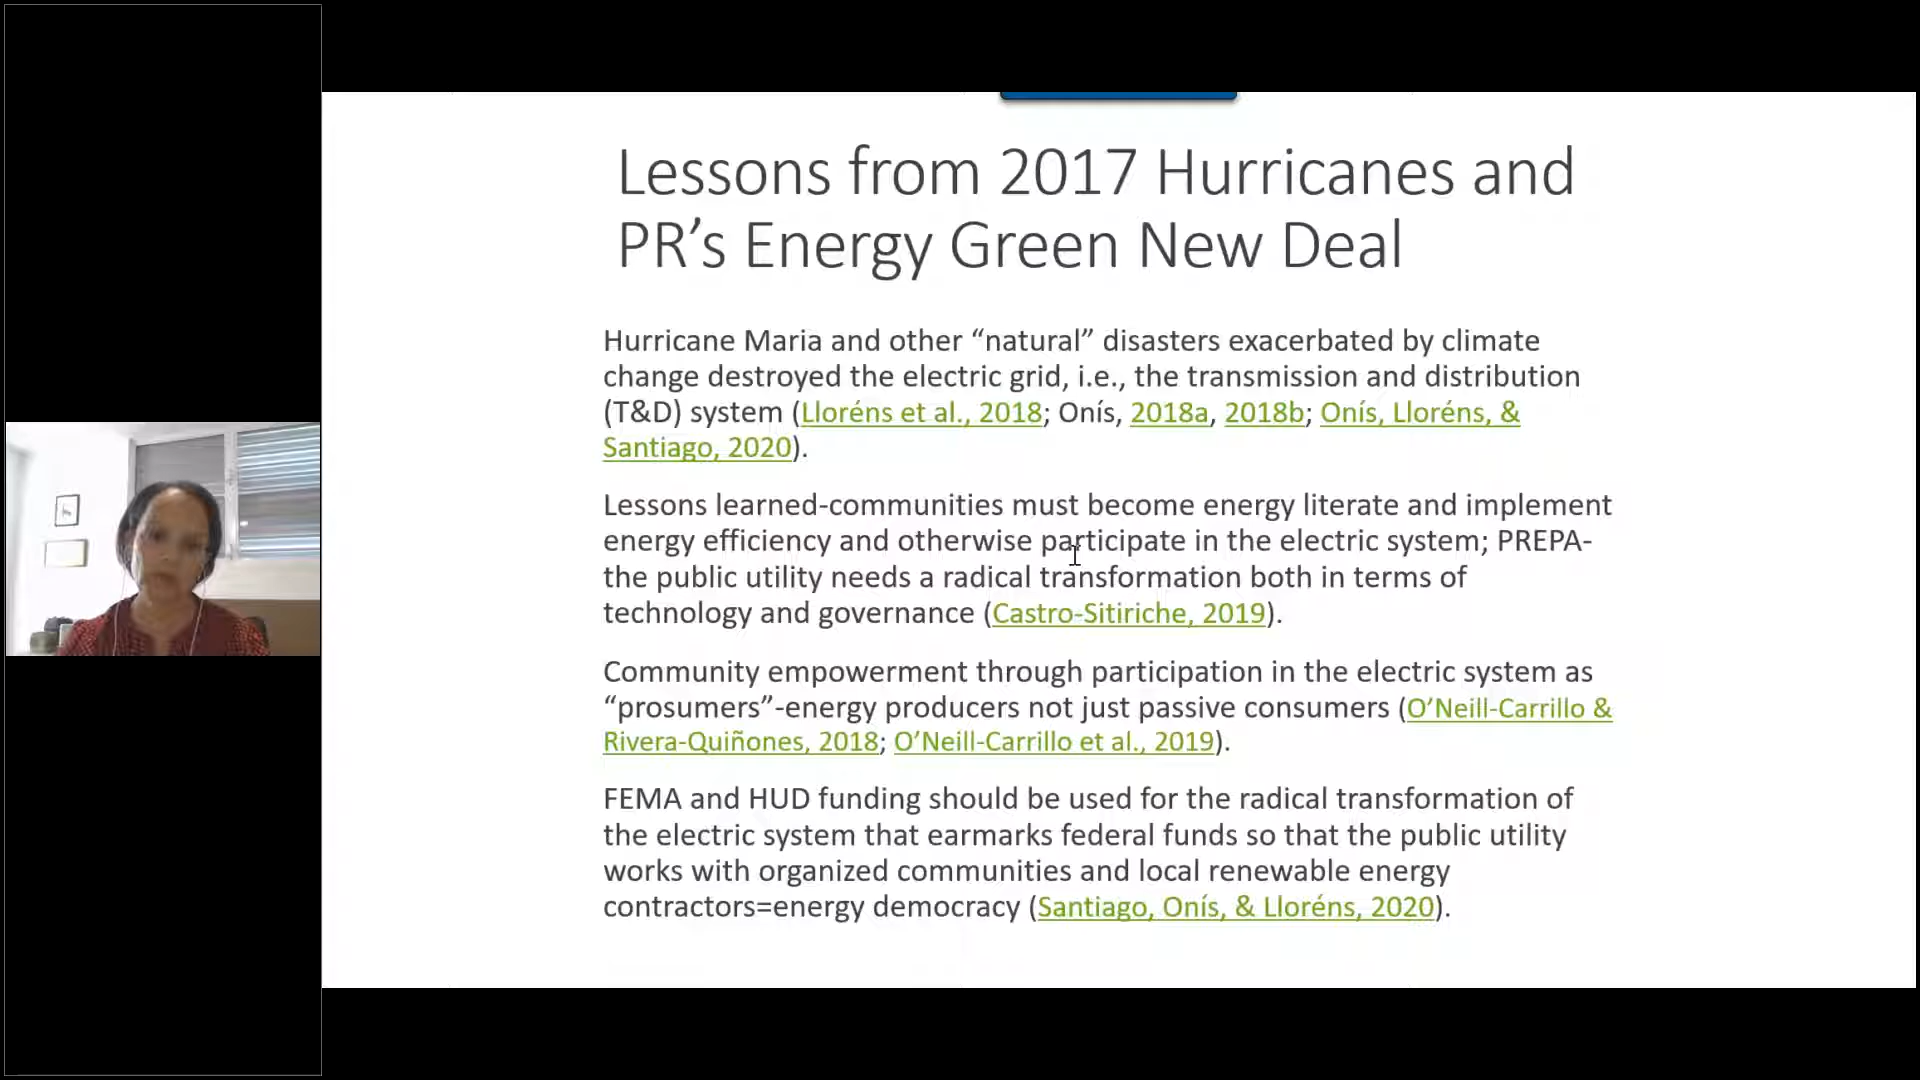 Lessons from 2017 Hurricanes and
PR’s Energy Green New Deal
Hurricane Maria and other “natural” disasters exacerbated by climate
change destroyed the electric grid, i.e., the transmission and distribution
(T&D) system (Lloréns et al., 2018; Onís, 2018a, 2018b; Onís, Lloréns, &
Santiago, 2020).
Lessons learned-communities must become energy literate and implement
energy efficiency and otherwise participate in the electric system; PREPA-
the public utility needs a radical transformation both in terms of
technology and governance (Castro-Sitiriche, 2019).
Community empowerment through participation in the electric system as
“prosumers”-energy producers not just passive consumers (O’Neill-Carrillo &
Rivera-Quiñones, 2018; O’Neill-Carrillo et al., 2019).
FEMA and HUD funding should be used for the radical transformation of
the electric system that earmarks federal funds so that the public utility
works with organized communities and local renewable energy
contractors=energy democracy (Santiago, Onís, & Lloréns, 2020).